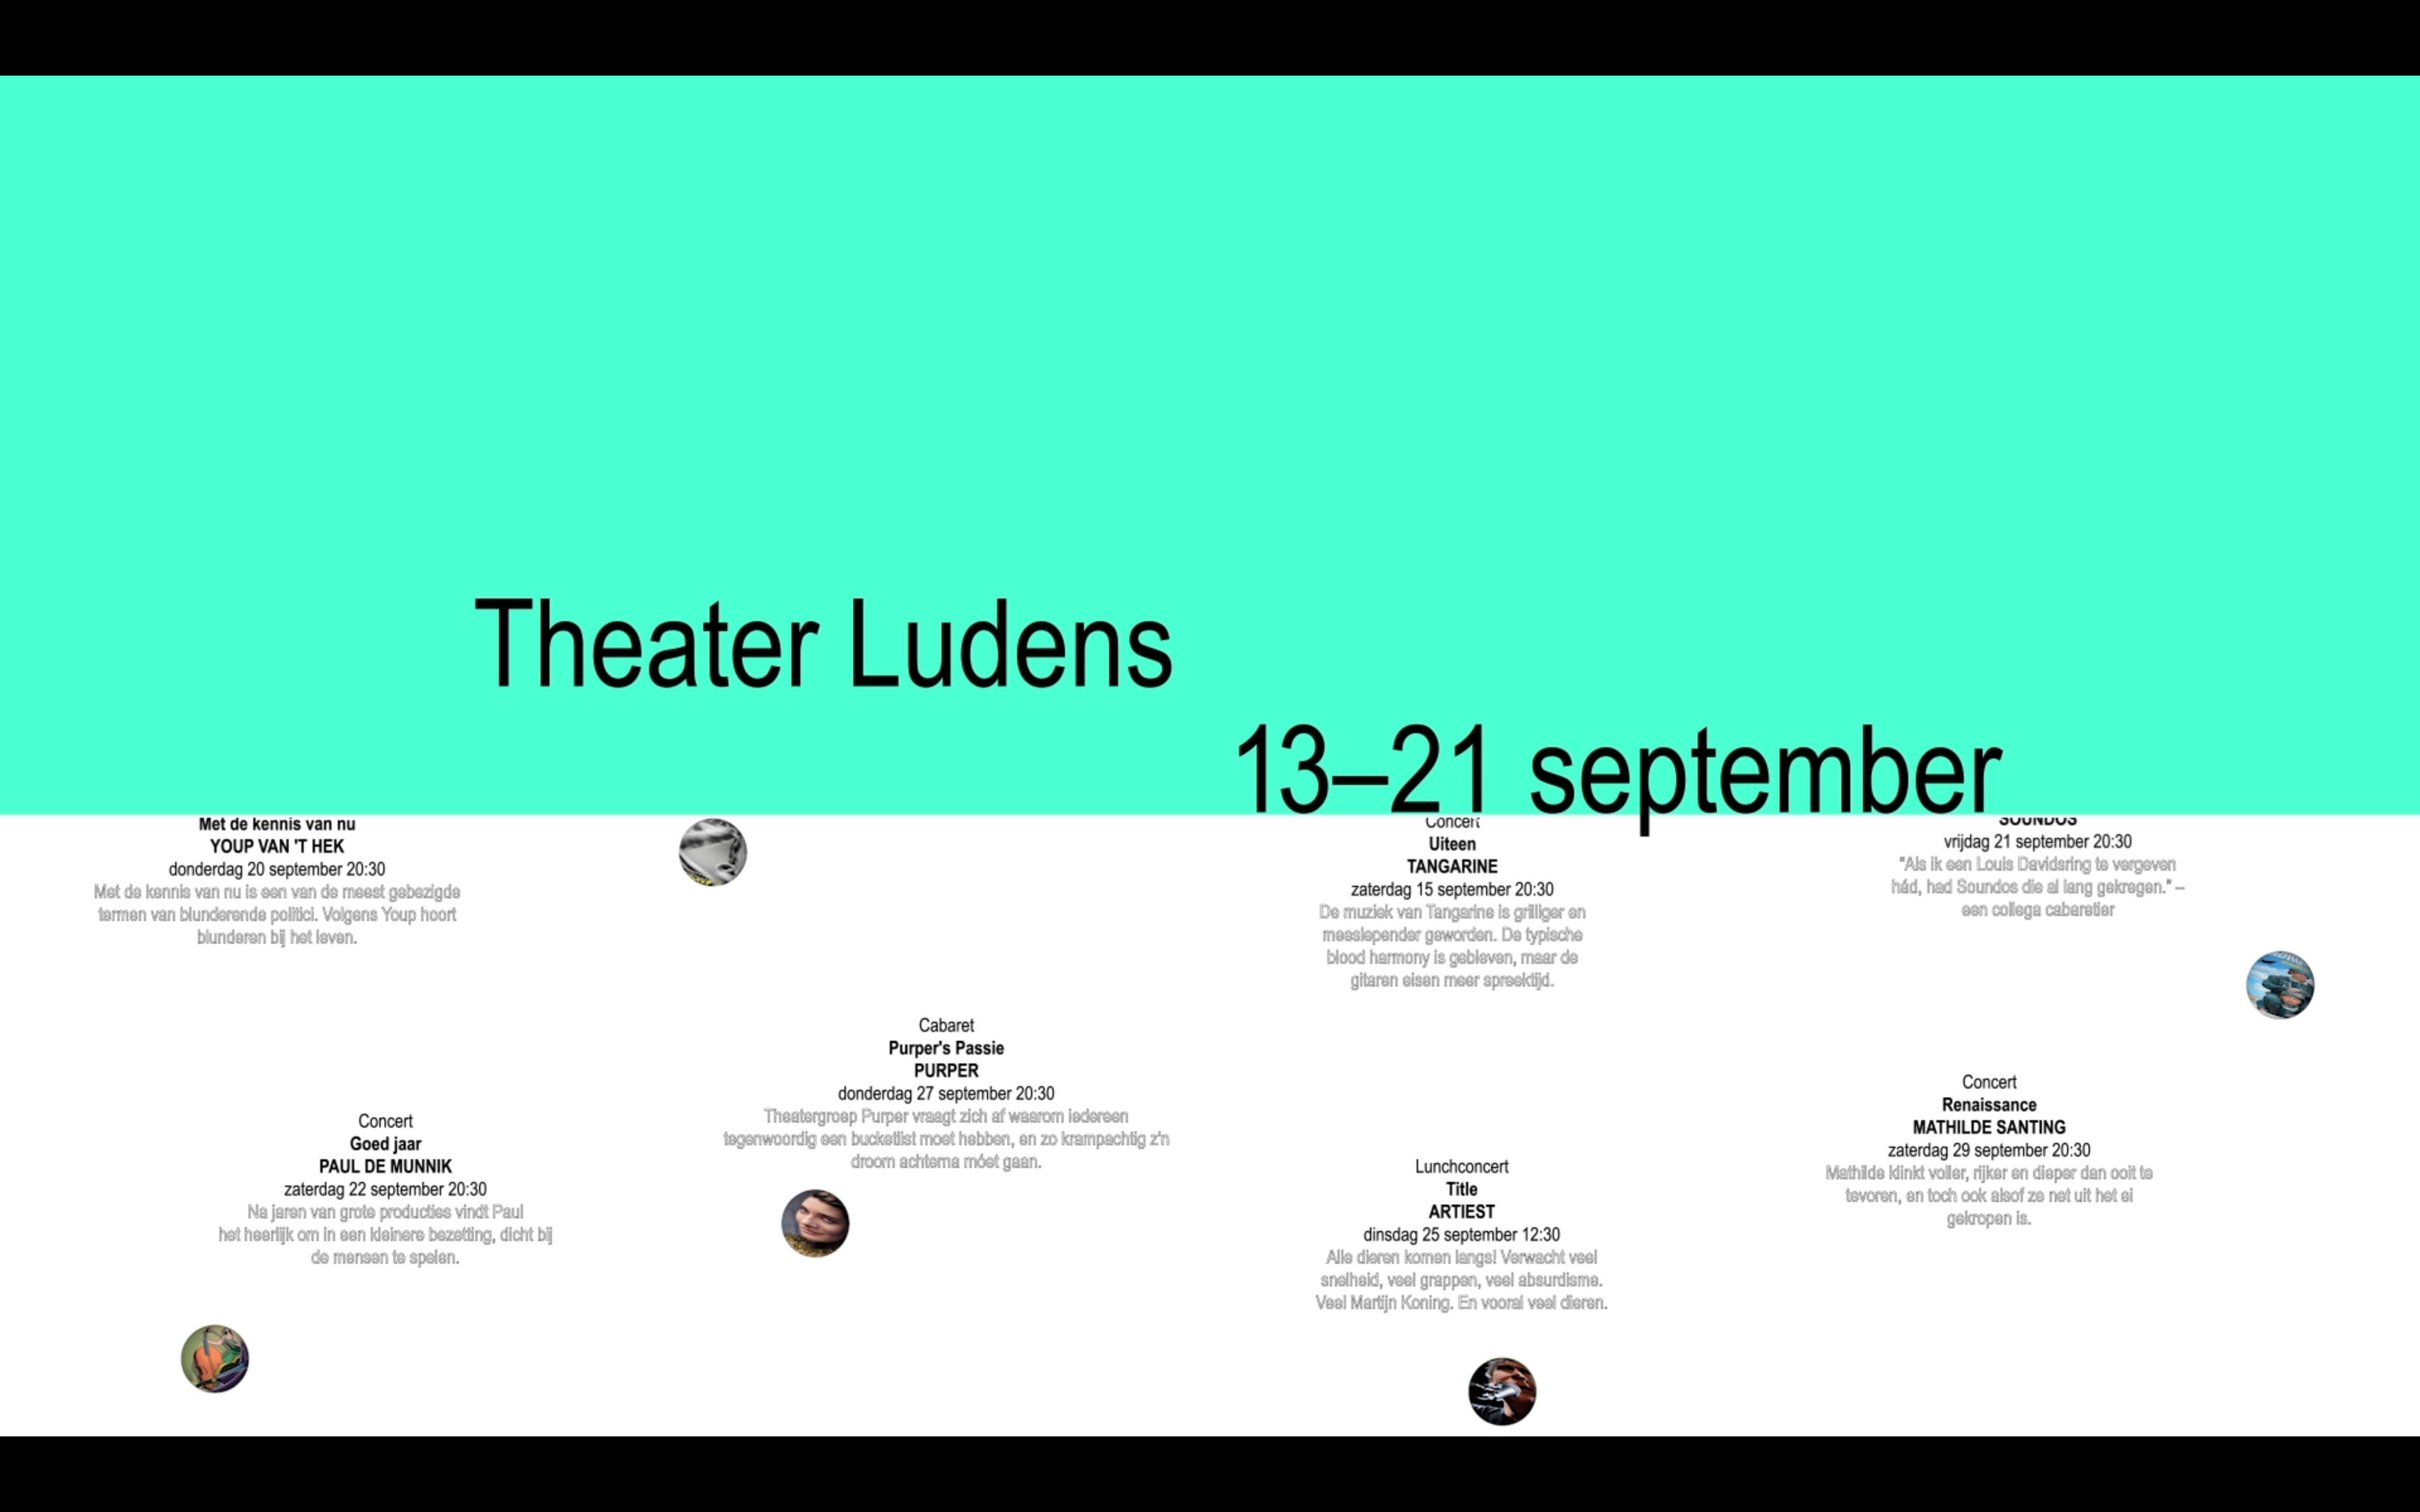 Theater Ludens
13–21 september
Met de kennis van nu
YOUP VAN 'T HEK
donderdag 20 september 20:30
Met de kennis van nu is een van de meest gebezigde
termen van blunderende politici. Volgens Youp hoort
blunderen bij het leven.
Concert
Uiteen
TANGARINE
zaterdag 15 september 20:30
De muziek van Tangarine is grilliger en
meeslepender geworden. De typische
blood harmony is gebleven, maar de
gitaren eisen meer spreektijd.
SOUNDOS
vrijdag 21 september 20:30
"Als ik een Louis Davidsring te vergeven
hád, had Soundos die al lang gekregen." –
een collega cabaretier
Cabaret
Purper's Passie
PURPER
donderdag 27 september 20:30
Theatergroep Purper vraagt zich af waarom iedereen
tegenwoordig een bucketlist moet hebben, en zo krampachtig z'n
droom achterna móet gaan.
Concert
Goed jaar
PAUL DE MUNNIK
zaterdag 22 september 20:30
Na jaren van grote producties vindt Paul
het heerlijk om in een kleinere bezetting, dicht bij
de mensen te spelen.
Lunchconcert
Title
ARTIEST
dinsdag 25 september 12:30
Alle dieren komen langs! Verwacht veel
snelheid, veel grappen, veel absurdisme.
Veel Martijn Koning. En vooral veel dieren.
Concert
Renaissance
MATHILDE SANTING
zaterdag 29 september 20:30
Mathilde klinkt voller, rijker en dieper dan ooit te
tevoren, en toch ook alsof ze net uit het ei
gekropen is.